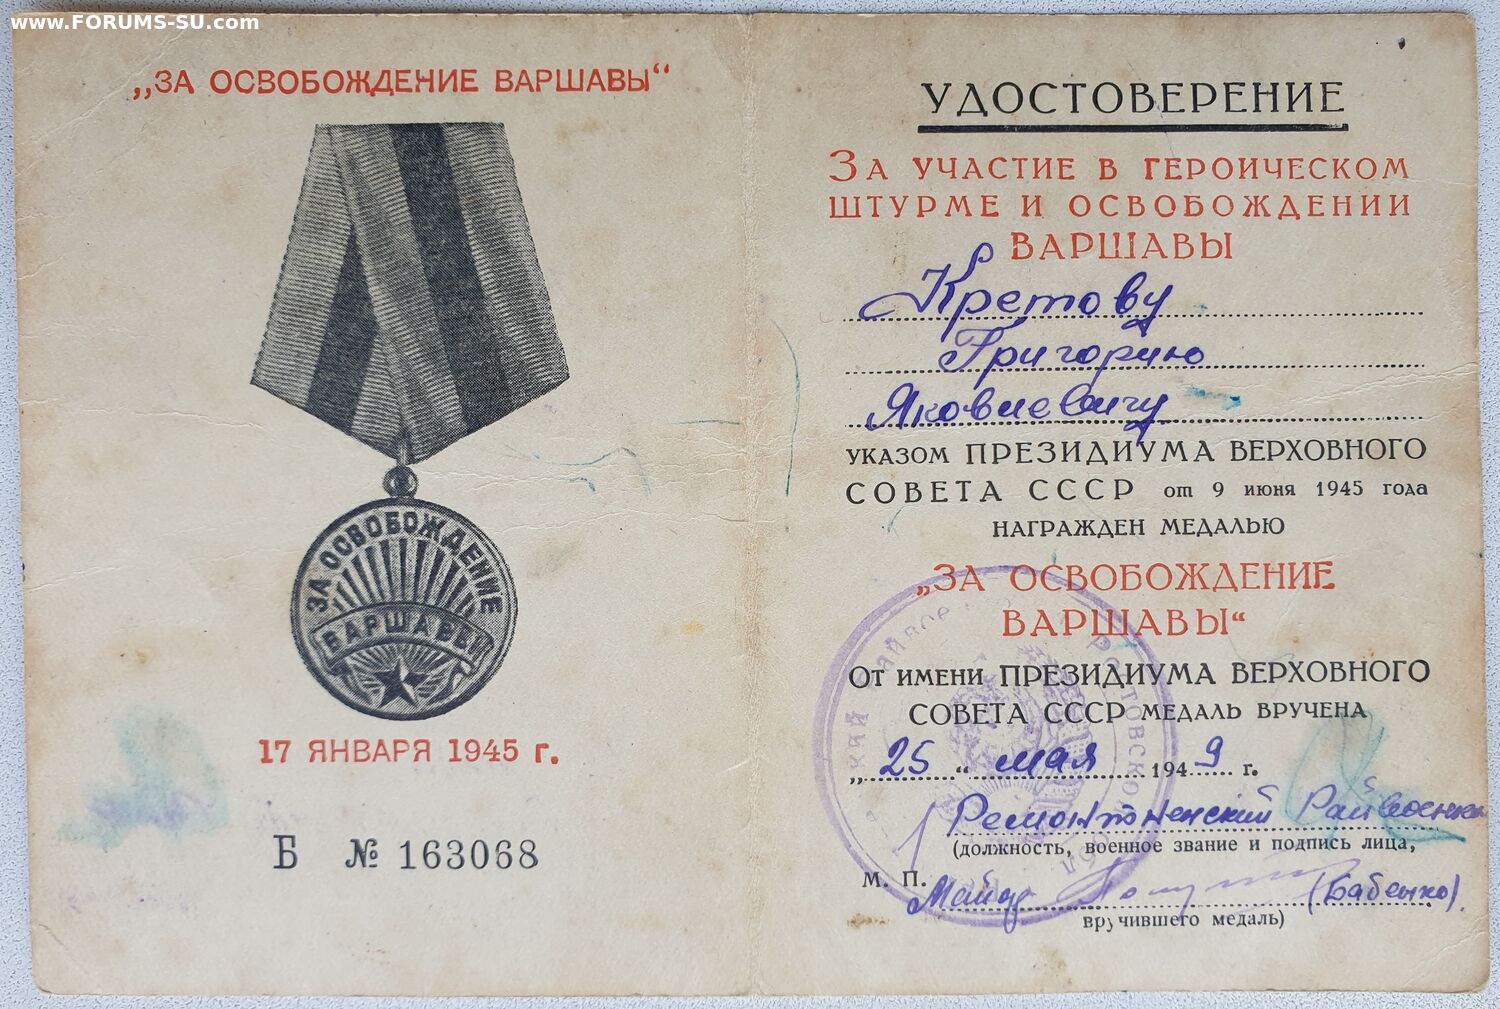 www.FORUMS-SU.com
„ЗА ОСВОБОЖДЕНИЕ ВАРШАВЫ“
ЗА ОСВОБОЖДЕНИЕ
ВАРШАВЫ
17 ЯНВАРЯ 1945 г.
Б № 163068
УДОСТОВЕРЕНИЕ
ЗА УЧАСТИЕ В ГЕРОИЧЕСКОМ
ШТУРМЕ И ОСВОБОЖДЕНИИ
ВАРШАВЫ
Кретову
Григорию
Яковлевичу
УКАЗОМ ПРЕЗИДИУМА ВЕРХОВНОГО
СОВЕТА СССР от 9 июня 1945 года
НАГРАЖДЕН МЕДАЛЬЮ
„ЗА ОСВОБОЖДЕНИЕ
ВАРШАВЫ“
ОТ ИМЕНИ ПРЕЗИДИУМА ВЕРХОВНОГО
СОВЕТА СССР МЕДАЛЬ ВРУЧЕНА
„25“ мая 1949 г.
Ремонтненский Райвоенком
(должность, военное звание и подпись лица,
М. П. Майор (Бабенко).
вручившего медаль)